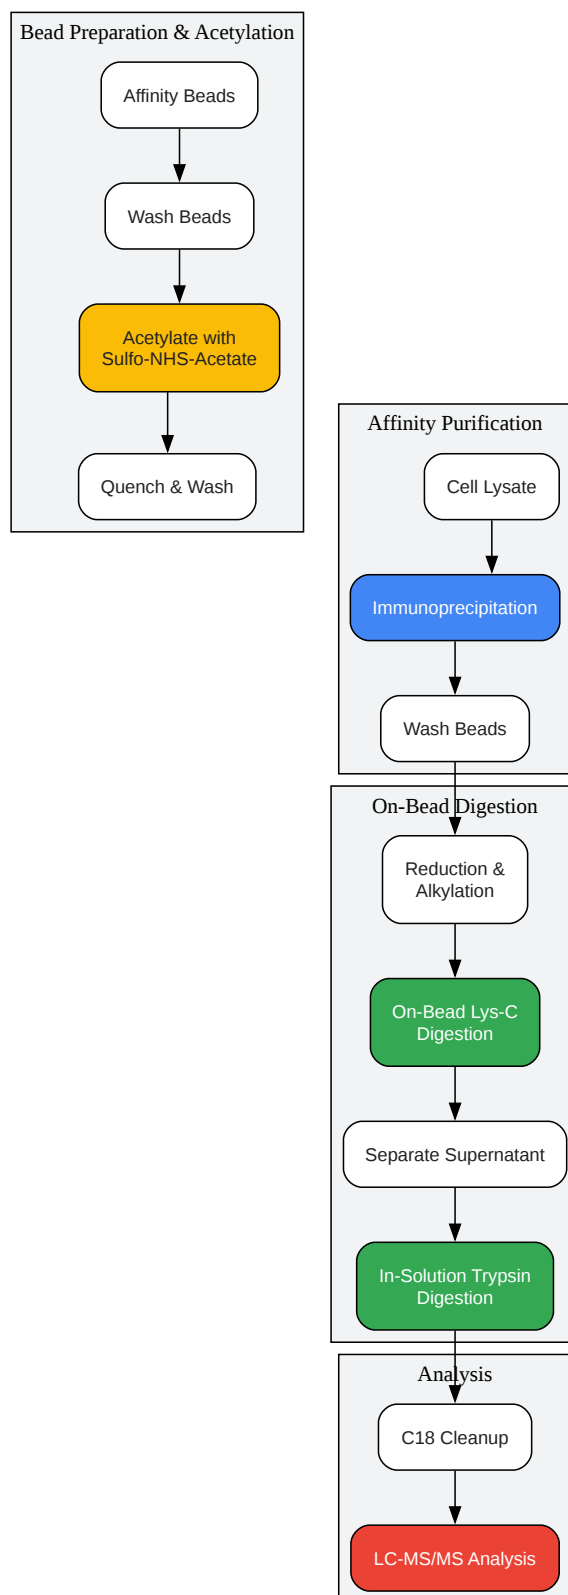 Bead Preparation & Acetylation
Affinity Beads
Wash Beads
Acetylate with
Sulfo-NHS-Acetate
Quench & Wash
Affinity Purification
Cell Lysate
Immunoprecipitation
Wash Beads
On-Bead Digestion
Reduction &
Alkylation
On-Bead Lys-C
Digestion
Separate Supernatant
In-Solution Trypsin
Digestion
Analysis
C18 Cleanup
LC-MS/MS Analysis